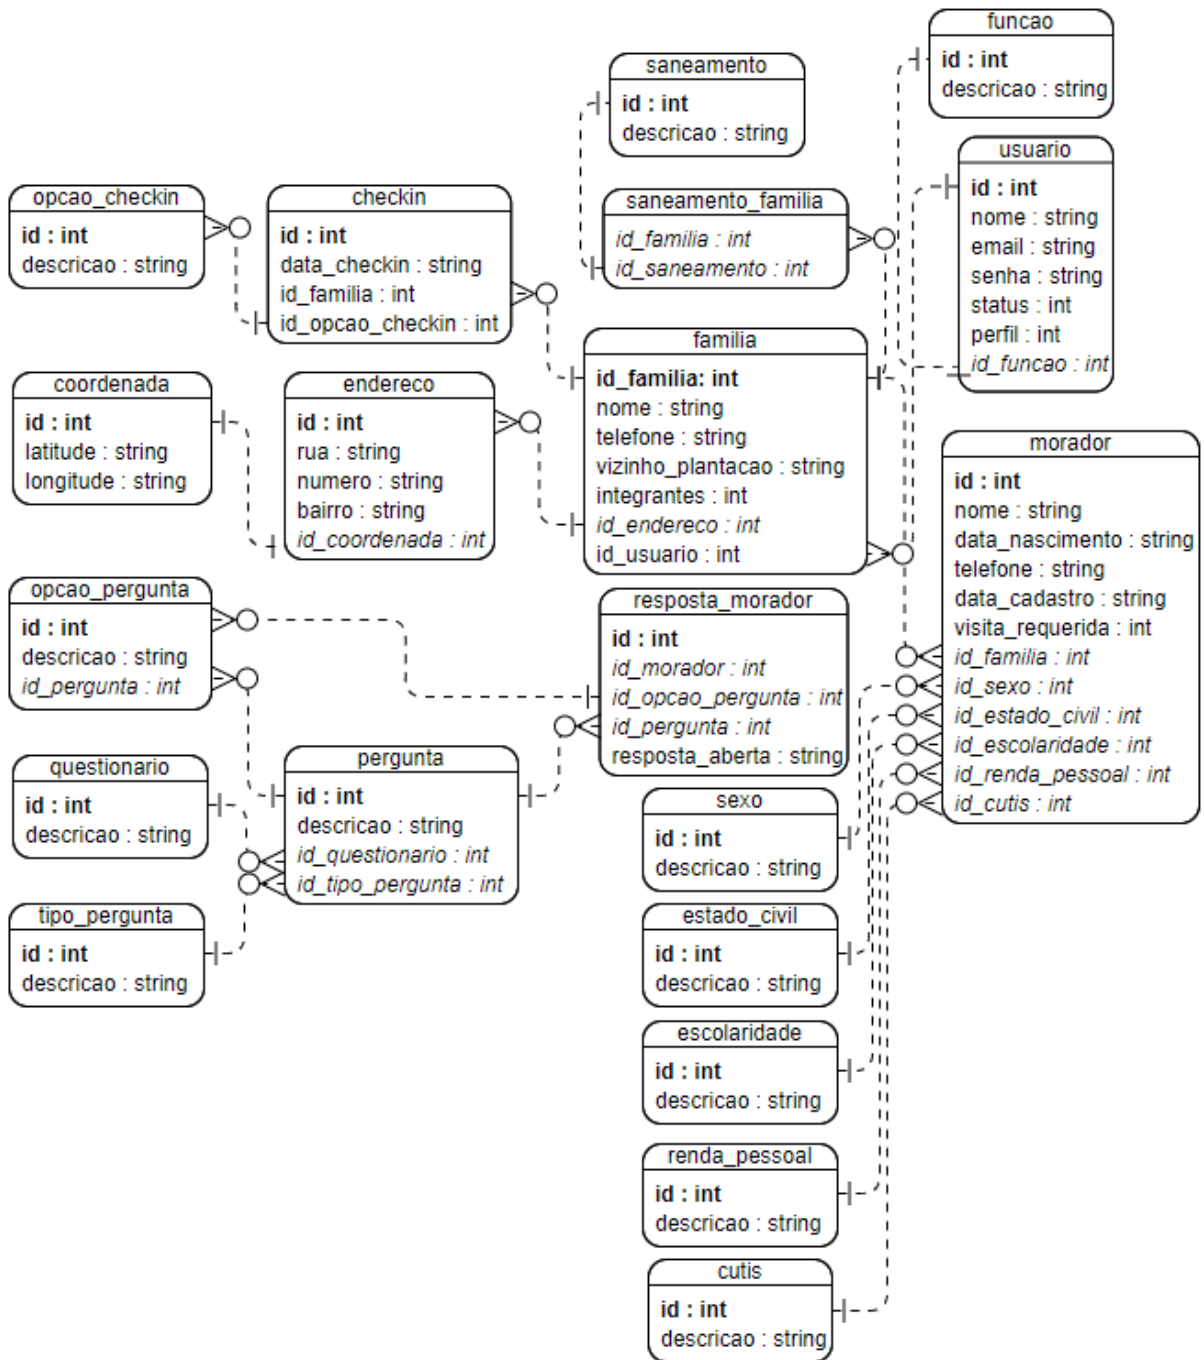 funcao
id : int
descricao : string
saneamento
id : int
descricao : string
usuario
id : int
nome : string
email : string
senha : string
status : int
perfil : int
id_funcao : int
opcao_checkin
id : int
descricao : string
checkin
id : int
data_checkin : string
id_familia : int
id_opcao_checkin : int
saneamento_familia
id_familia : int
id_saneamento : int
familia
id_familia: int
nome : string
telefone : string
vizinho_plantacao : string
integrantes : int
id_endereco : int
id_usuario : int
coordenada
id : int
latitude : string
longitude : string
endereco
id : int
rua : string
numero : string
bairro : string
id_coordenada : int
morador
id : int
nome : string
data_nascimento : string
telefone : string
data_cadastro : string
visita_requerida : int
id_familia : int
id_sexo : int
id_estado_civil : int
id_escolaridade : int
id_renda_pessoal : int
id_cutis : int
opcao_pergunta
id : int
descricao : string
id_pergunta : int
resposta_morador
id : int
id_morador : int
id_opcao_pergunta : int
id_pergunta : int
resposta_aberta : string
questionario
id : int
descricao : string
pergunta
id : int
descricao : string
id_questionario : int
id_tipo_pergunta : int
tipo_pergunta
id : int
descricao : string
sexo
id : int
descricao : string
estado_civil
id : int
descricao : string
escolaridade
id : int
descricao : string
renda_pessoal
id : int
descricao : string
cutis
id : int
descricao : string